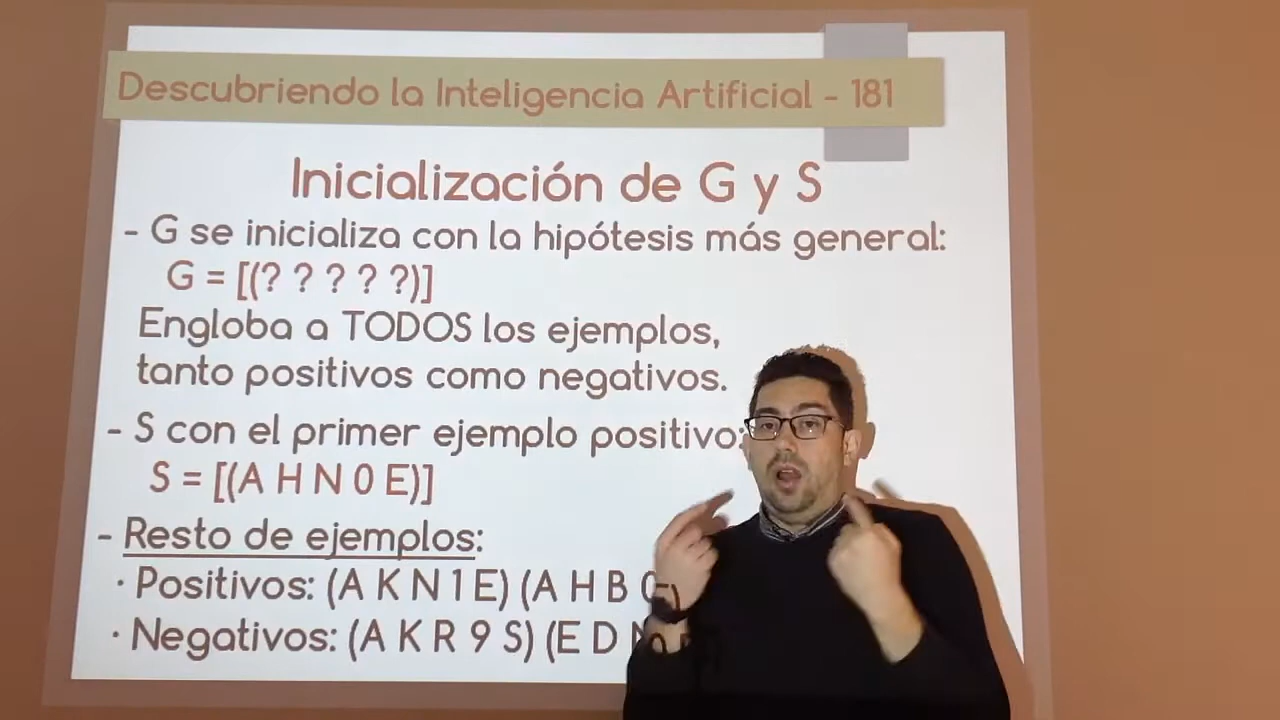 Descubriendo la Inteligencia Artificial - 181
Inicialización de G y S
- G se inicializa con la hipótesis más general:
G = [(? ? ? ? ?)]
Engloba a TODOS los ejemplos,
tanto positivos como negativos.
- S con el primer ejemplo positivo:
S = [(A H N 0 E)]
- Resto de ejemplos:
· Positivos: (A K N 1 E) (A H B
· Negativos: (A K R 9 S) (E D